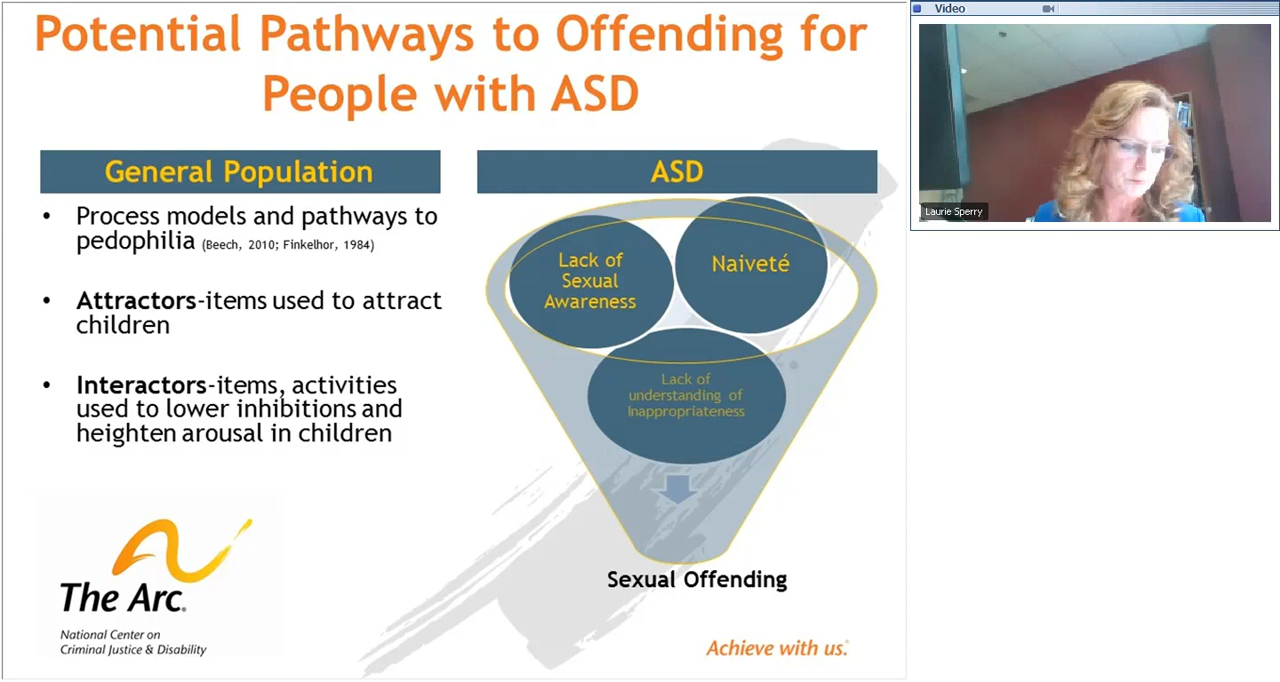 Potential Pathways to Offending for
People with ASD
General Population
• Process models and pathways to
pedophilia (Beech, 2010; Finkelhor, 1984)
• Attractors-items used to attract
children
• Interactors-items, activities
used to lower inhibitions and
heighten arousal in children
ASD
Lack of
Sexual
Awareness
Naiveté
Lack of
understanding of
Inappropriateness
Sexual Offending
The Arc.
National Center on
Criminal Justice & Disability
Achieve with us.
Video
Laurie Sperry